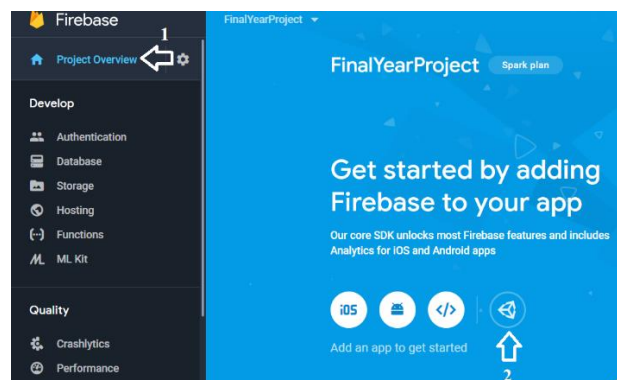 Firebase
FinalYearProject
1
Project Overview
FinalYearProject
Spark plan
Develop
Authentication
Database
Storage
Hosting
Functions
ML Kit
Get started by adding
Firebase to your app
Our core SDK unlocks most Firebase features and includes
Analytics for iOS and Android apps
iOS
Add an app to get started
2
Quality
Crashlytics
Performance